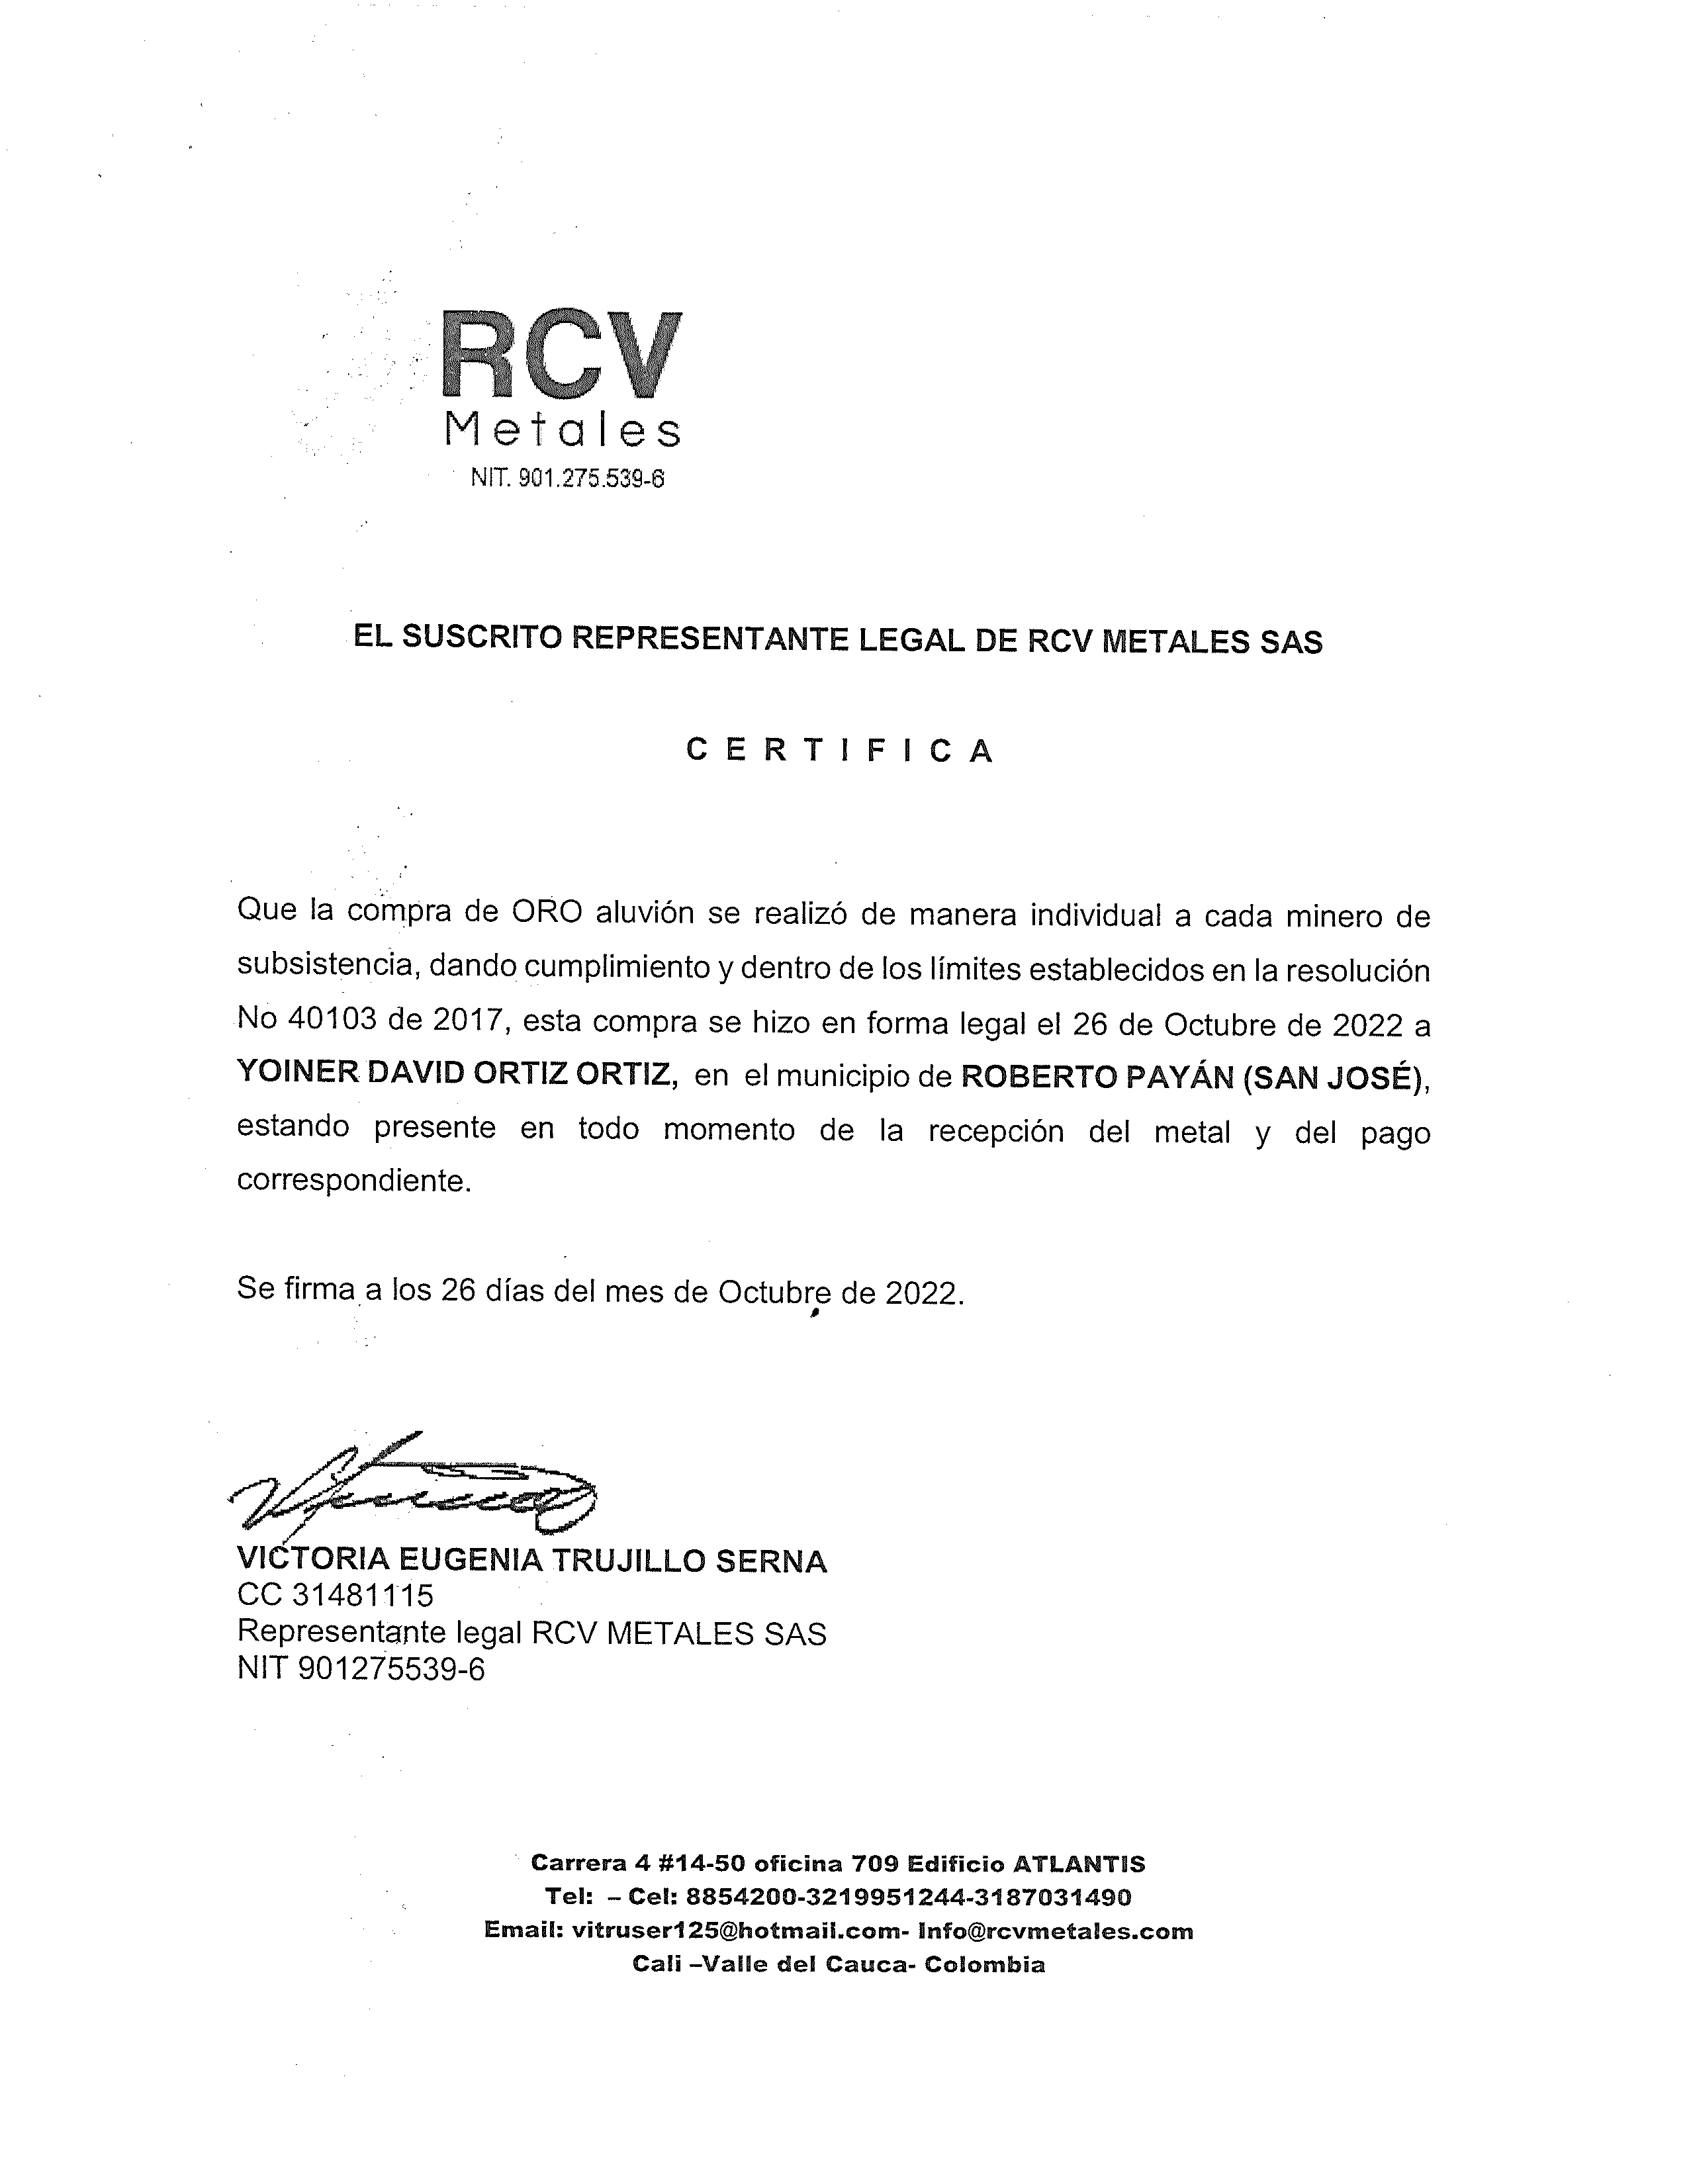 RCV
Metales
NIT. 901.275.539-6
EL SUSCRITO REPRESENTANTE LEGAL DE RCV METALES SAS
C E R T I F I C A
Que la compra de ORO aluvión se realizó de manera individual a cada minero de
subsistencia, dando cumplimiento y dentro de los límites establecidos en la resolución
No 40103 de 2017, esta compra se hizo en forma legal el 26 de Octubre de 2022 a
YOINER DAVID ORTIZ ORTIZ, en el municipio de ROBERTO PAYÁN (SAN JOSÉ),
estando presente en todo momento de la recepción del metal y del pago
correspondiente.
Se firma a los 26 días del mes de Octubre de 2022.
VICTORIA EUGENIA TRUJILLO SERNA
CC 31481115
Representante legal RCV METALES SAS
NIT 901275539-6
Carrera 4 #14-50 oficina 709 Edificio ATLANTIS
Tel: – Cel: 8854200-3219951244-3187031490
Email: vitruser125@hotmail.com- Info@rcvmetales.com
Cali –Valle del Cauca- Colombia